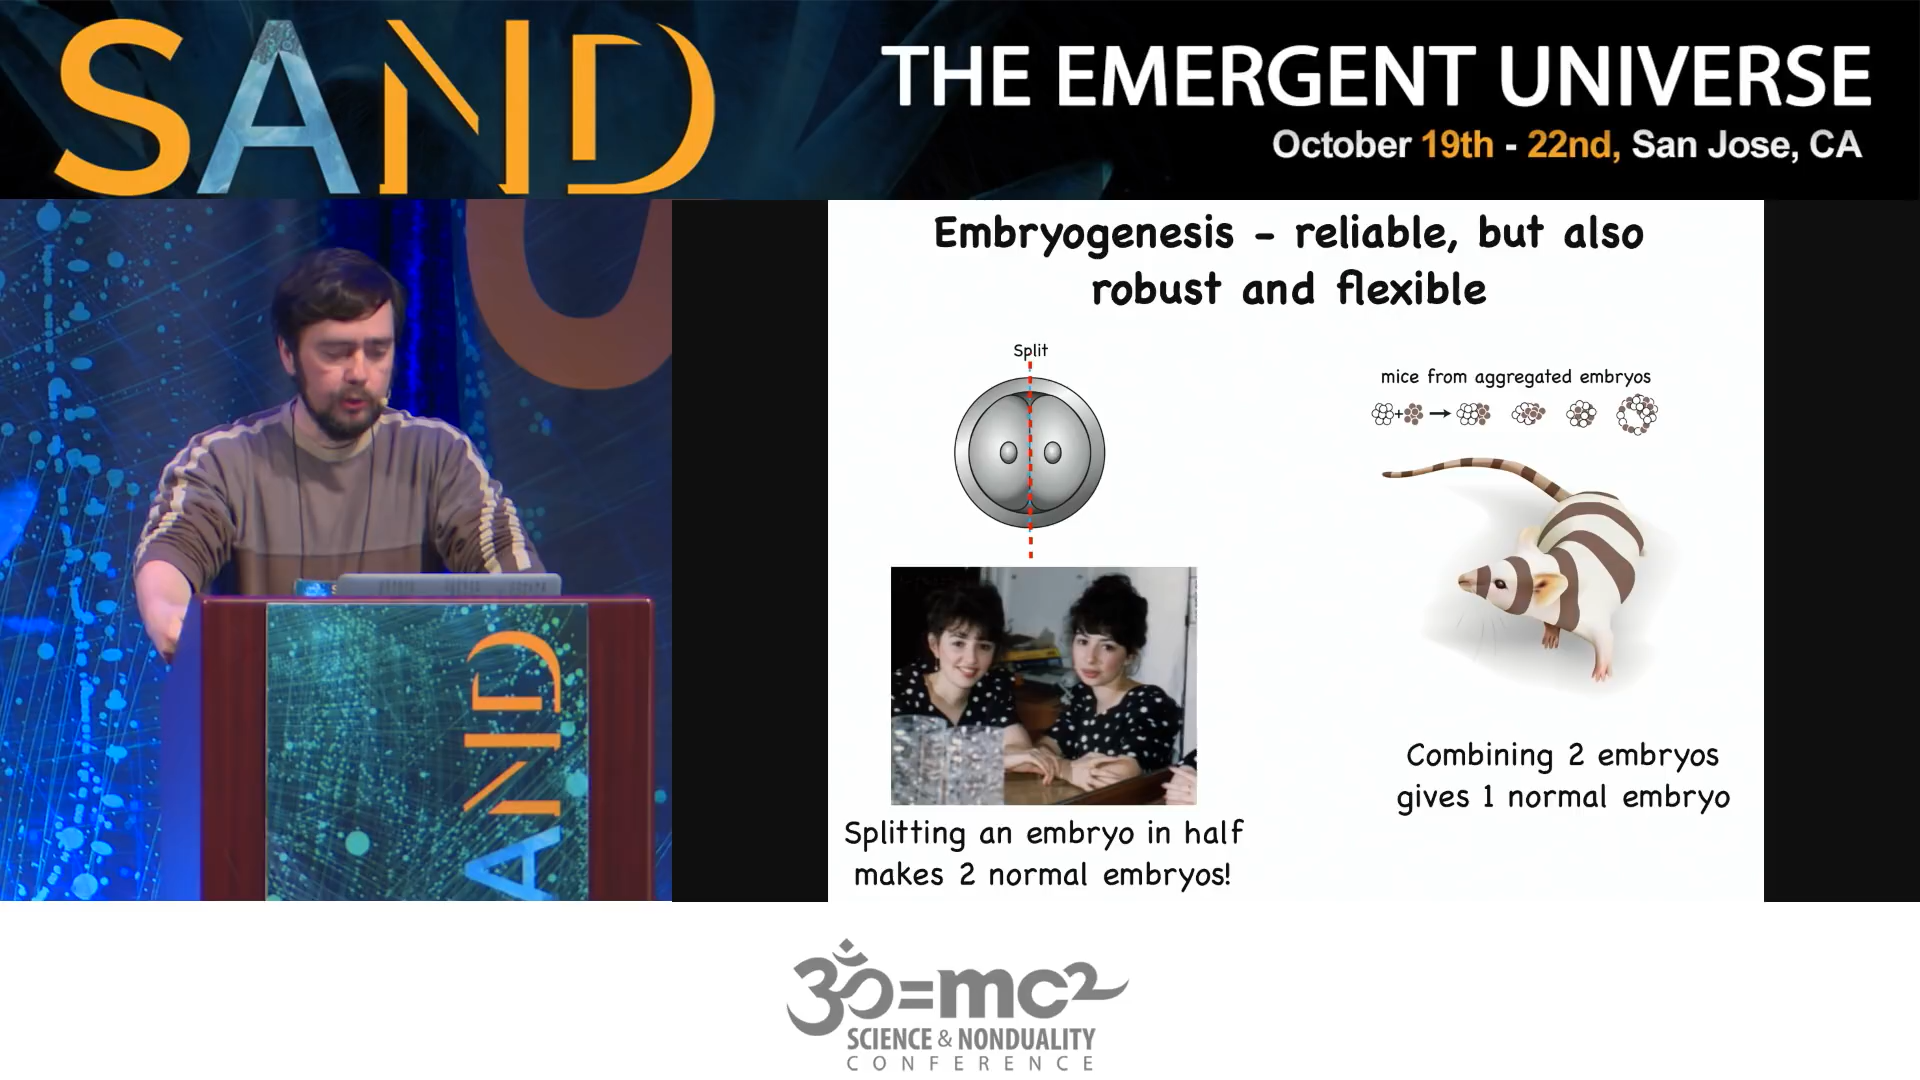 SAND
THE EMERGENT UNIVERSE
October 19th - 22nd, San Jose, CA
Embryogenesis - reliable, but also
robust and flexible
Split
mice from aggregated embryos
+
Combining 2 embryos
gives 1 normal embryo
Splitting an embryo in half
makes 2 normal embryos!
AND
ॐ=mc2
SCIENCE & NONDUALITY
CONFERENCE